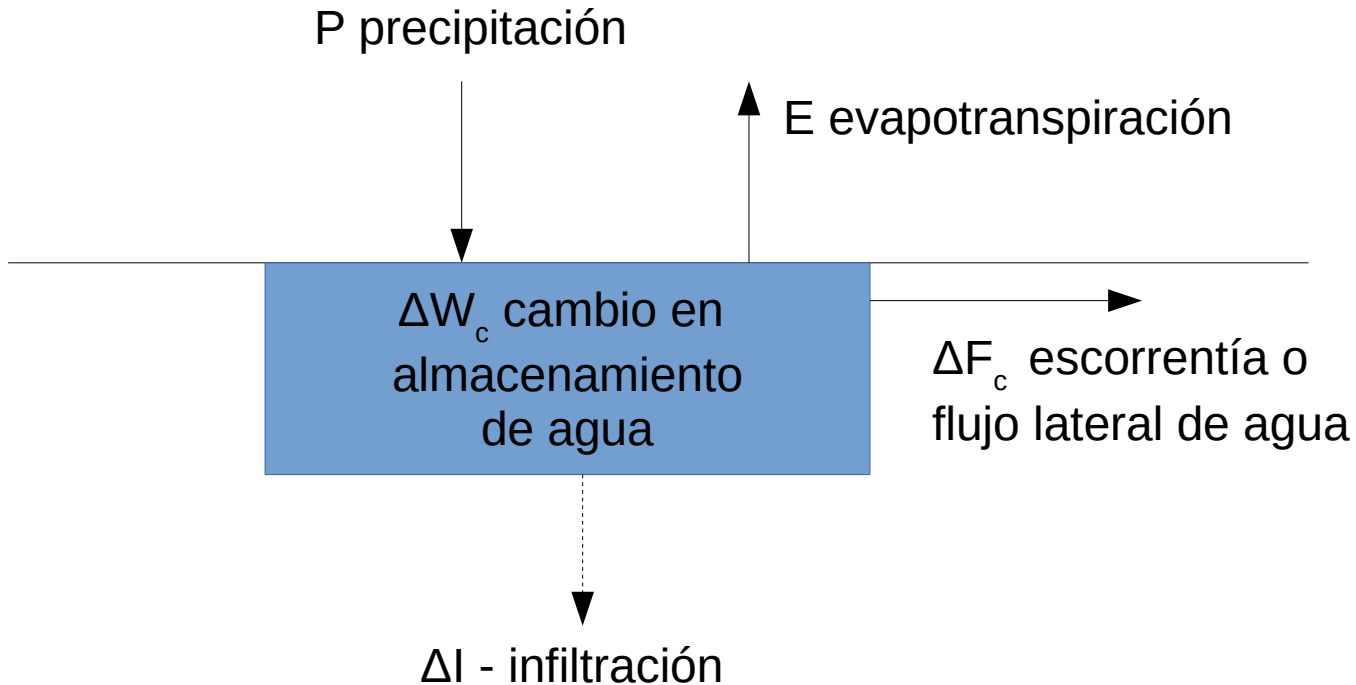 P precipitación
E evapotranspiración
ΔWc cambio en
almacenamiento
de agua
ΔFc escorrentía o
flujo lateral de agua
ΔI - infiltración